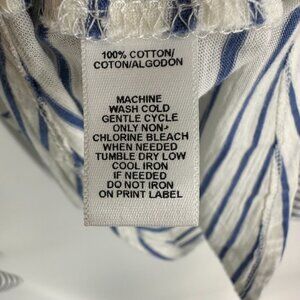 100% COTTON/
COTON/ALGODON
MACHINE
WASH COLD
GENTLE CYCLE
ONLY NON-
CHLORINE BLEACH
WHEN NEEDED
TUMBLE DRY LOW
COOL IRON
IF NEEDED
DO NOT IRON
ON PRINT LABEL